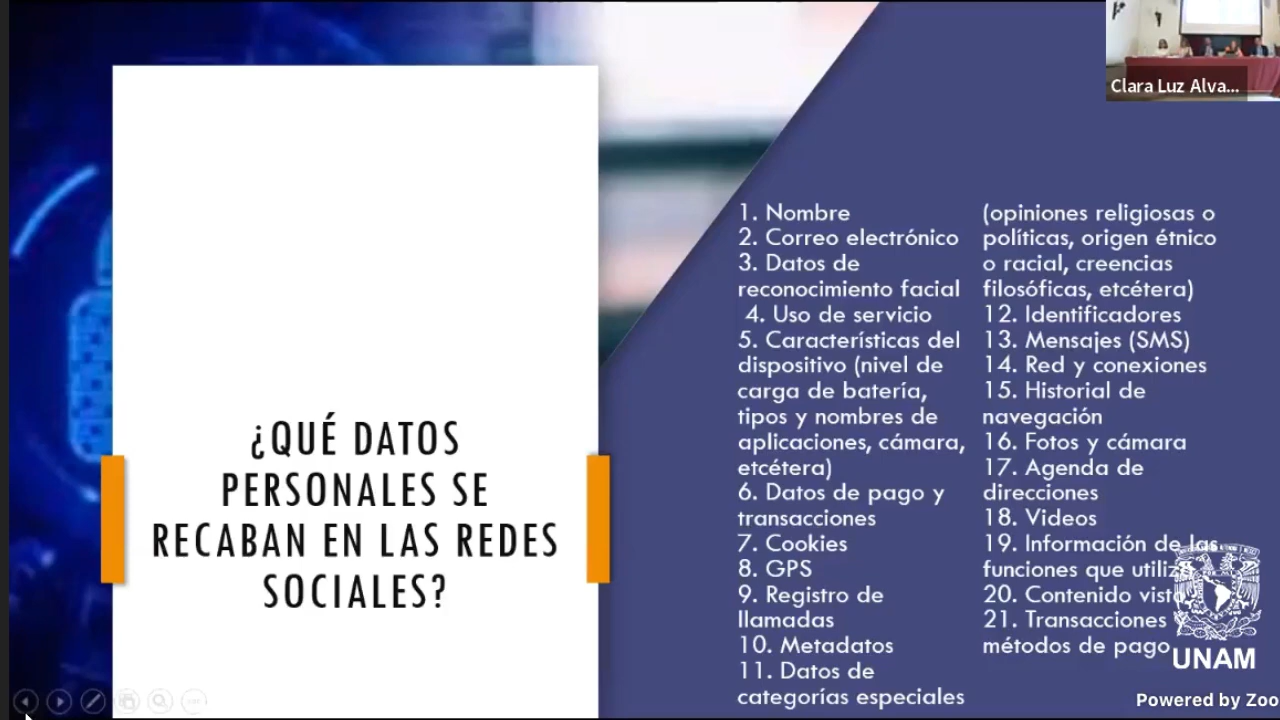 Clara Luz Alva...
¿QUÉ DATOS
PERSONALES SE
RECABAN EN LAS REDES
SOCIALES?
1. Nombre
2. Correo electrónico
3. Datos de
reconocimiento facial
4. Uso de servicio
5. Características del
dispositivo (nivel de
carga de batería,
tipos y nombres de
aplicaciones, cámara,
etcétera)
6. Datos de pago y
transacciones
7. Cookies
8. GPS
9. Registro de
llamadas
10. Metadatos
11. Datos de
categorías especiales
(opiniones religiosas o
políticas, origen étnico
o racial, creencias
filosóficas, etcétera)
12. Identificadores
13. Mensajes (SMS)
14. Red y conexiones
15. Historial de
navegación
16. Fotos y cámara
17. Agenda de
direcciones
18. Videos
19. Información de las
funciones que utiliza
20. Contenido visto
21. Transacciones y
métodos de pago
UNAM
Powered by Zoo